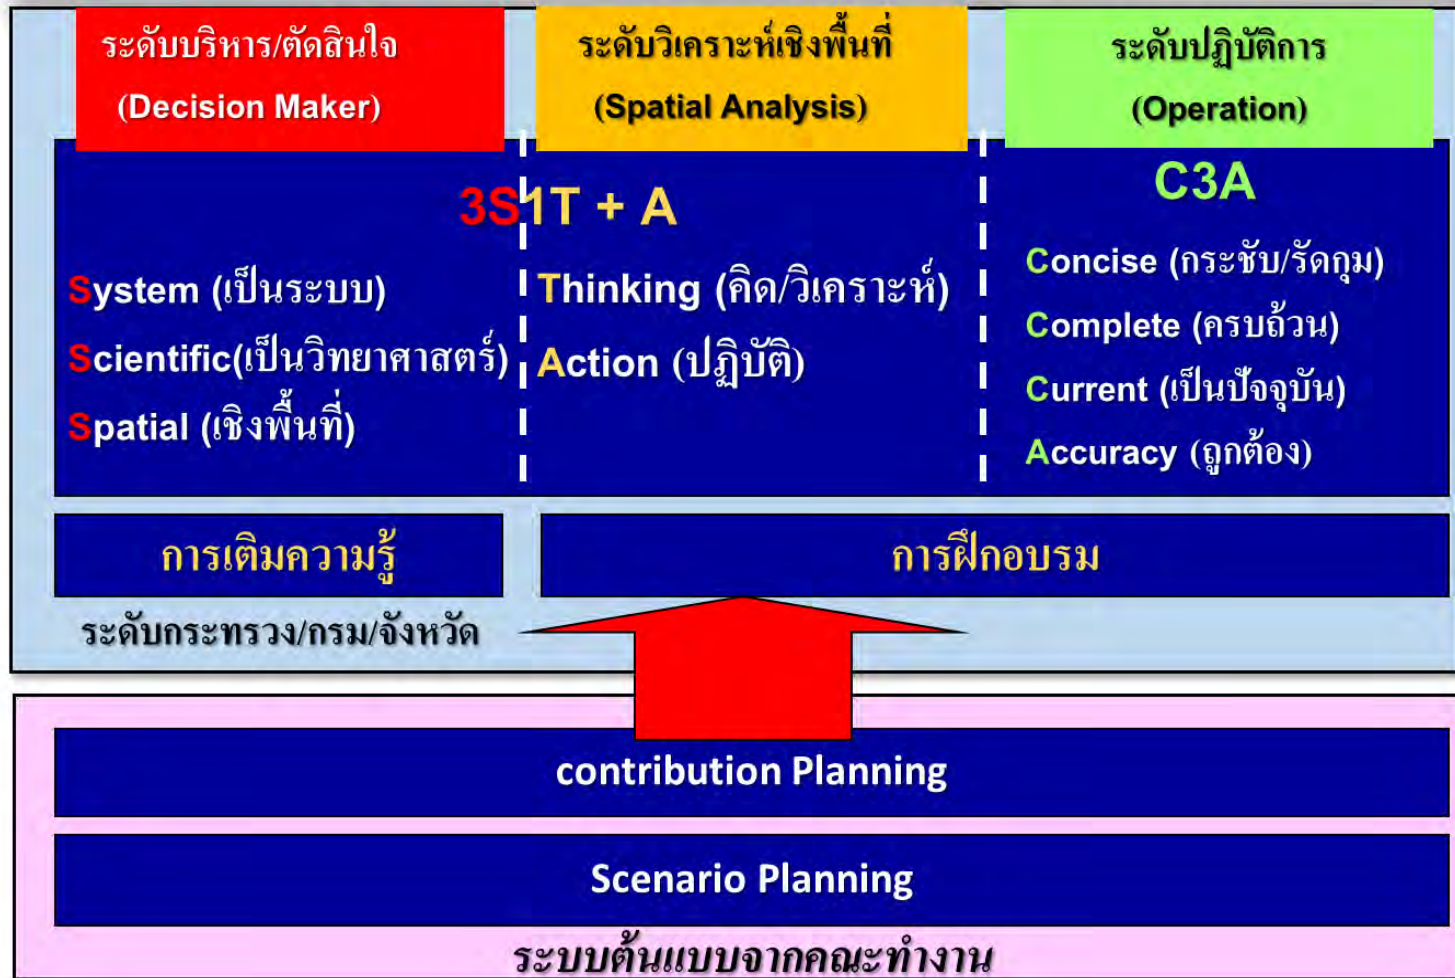 ระดับบริหาร/ตัดสินใจ
(Decision Maker)
ระดับวิเคราะห์เชิงพื้นที่
(Spatial Analysis)
ระดับปฏิบัติการ
(Operation)
3S1T + A
System (เป็นระบบ)
Scientific(เป็นวิทยาศาสตร์)
Spatial (เชิงพื้นที่)
Thinking (คิด/วิเคราะห์)
Action (ปฏิบัติ)
C3A
Concise (กระชับ/รัดกุม)
Complete (ครบถ้วน)
Current (เป็นปัจจุบัน)
Accuracy (ถูกต้อง)
การเติมความรู้
การฝึกอบรม
ระดับกระทรวง/กรม/จังหวัด
contribution Planning
Scenario Planning
ระบบต้นแบบจากคณะทำงาน